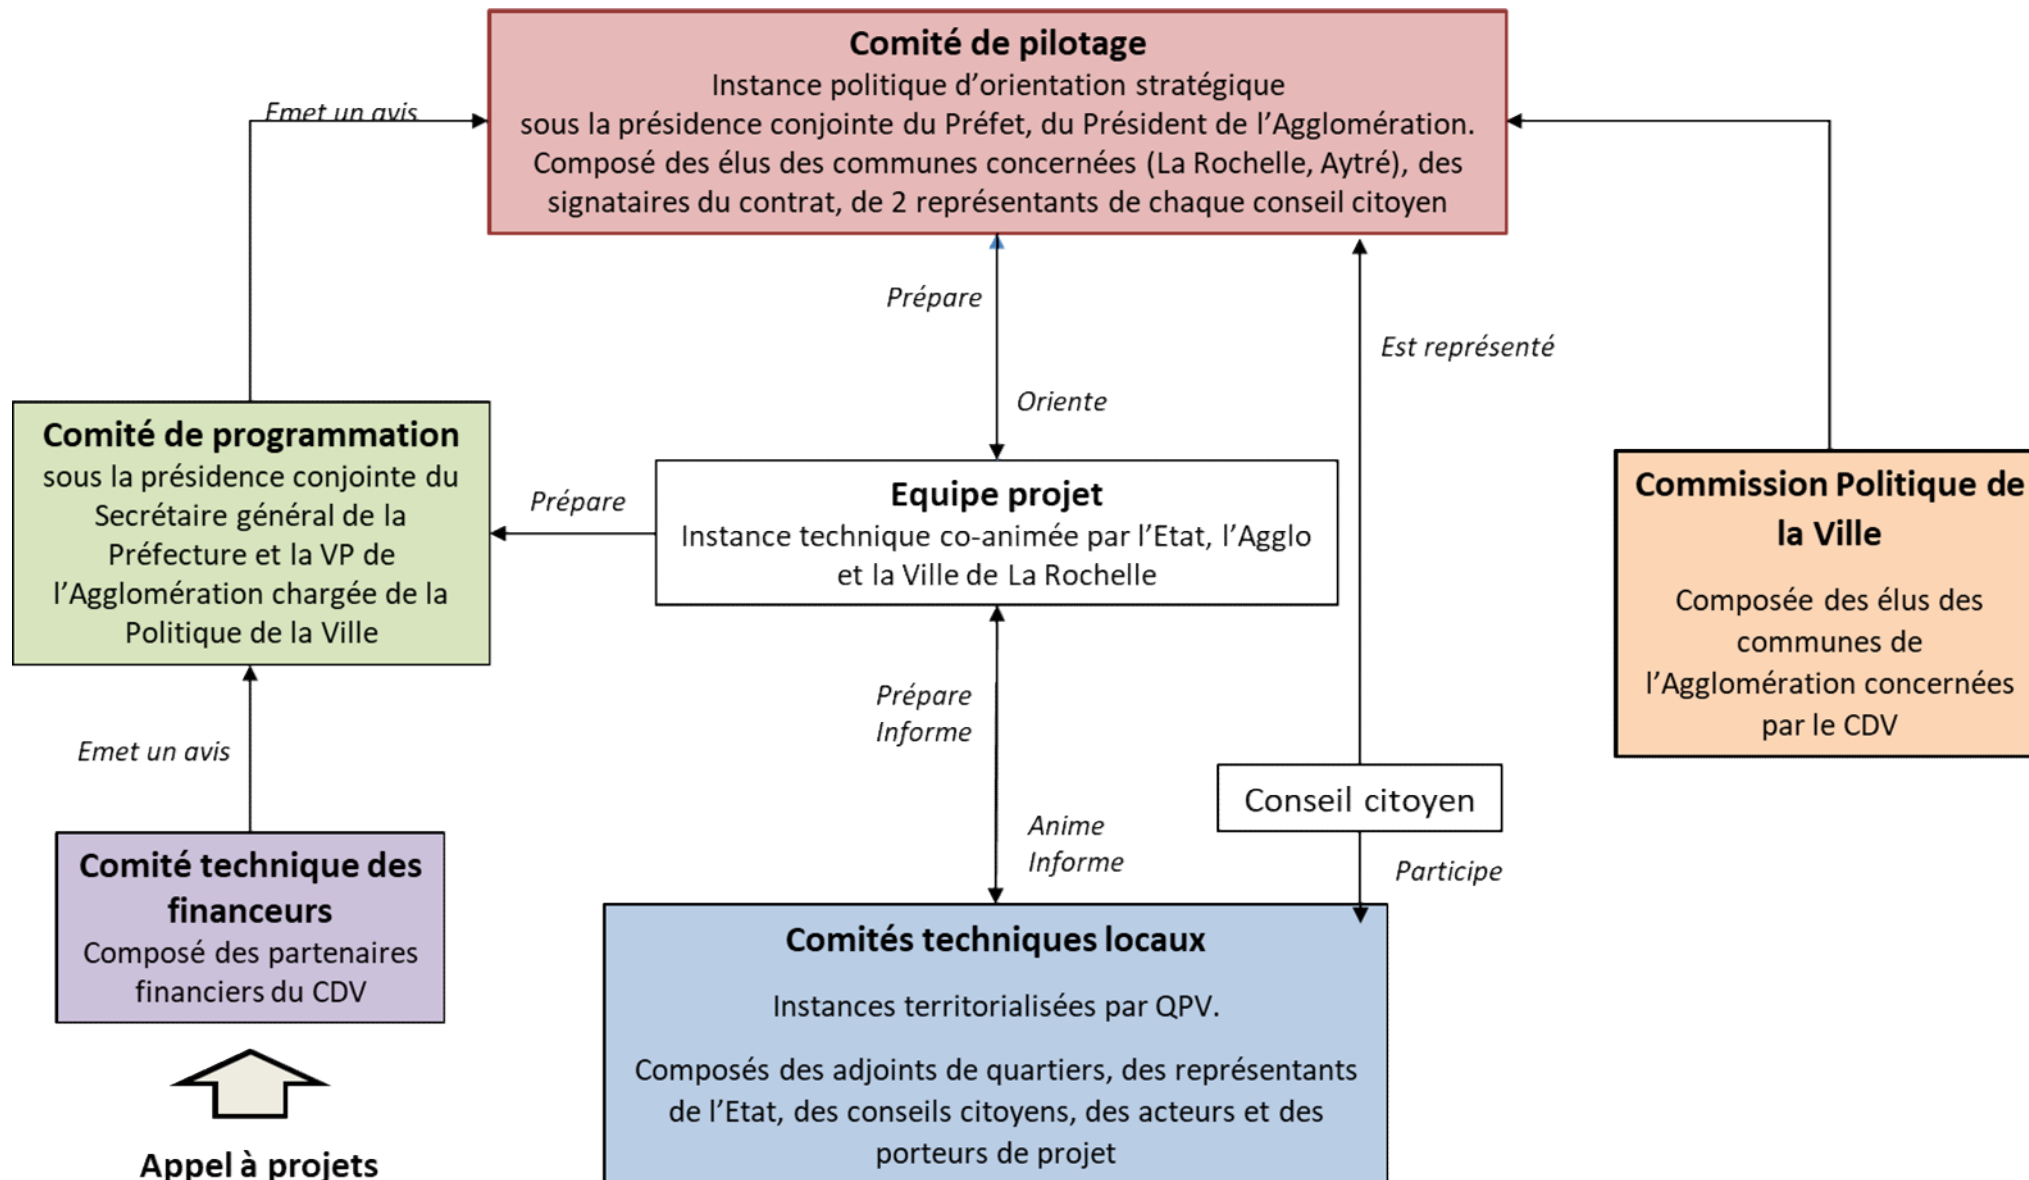 Comité de pilotage
Instance politique d’orientation stratégique
sous la présidence conjointe du Préfet, du Président de l’Agglomération.
Composé des élus des communes concernées (La Rochelle, Aytré), des
signataires du contrat, de 2 représentants de chaque conseil citoyen
Emet un avis
Prépare
Est représenté
Oriente
Comité de programmation
sous la présidence conjointe du
Secrétaire général de la
Préfecture et la VP de
l’Agglomération chargée de la
Politique de la Ville
Prépare
Equipe projet
Instance technique co-animée par l’Etat, l’Agglo
et la Ville de La Rochelle
Commission Politique de
la Ville
Composée des élus des
communes de
l’Agglomération concernées
par le CDV
Prépare
Informe
Emet un avis
Anime
Informe
Conseil citoyen
Participe
Comité technique des
financeurs
Composé des partenaires
financiers du CDV
Comités techniques locaux
Instances territorialisées par QPV.
Composés des adjoints de quartiers, des représentants
de l’Etat, des conseils citoyens, des acteurs et des
porteurs de projet
Appel à projets